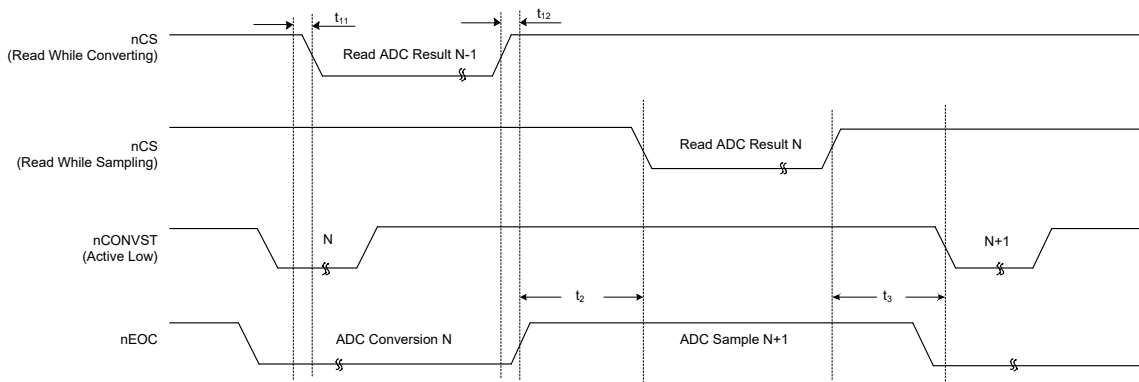 t11
t12
nCS
(Read While Converting)
Read ADC Result N-1
nCS
(Read While Sampling)
Read ADC Result N
nCONVST
(Active Low)
N
N+1
t2
t3
nEOC
ADC Conversion N
ADC Sample N+1